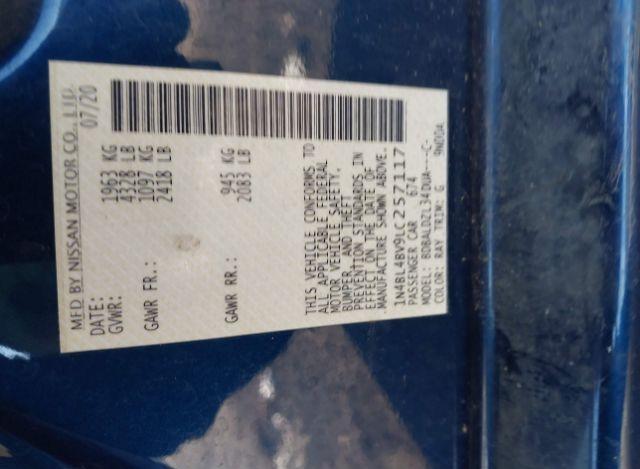 MFD BY NISSAN MOTOR CO., LTD.
DATE: 07/20
GVWR: 1963 KG
4328 LB
GAWR FR.: 1097 KG
2418 LB
GAWR RR.: 945 KG
2083 LB
THIS VEHICLE CONFORMS TO
ALL APPLICABLE FEDERAL
MOTOR VEHICLE SAFETY,
BUMPER, AND THEFT
PREVENTION STANDARDS IN
EFFECT ON THE DATE OF
MANUFACTURE SHOWN ABOVE.
1N4BL4BV9LC257117
PASSENGER CAR 674
MODEL: BDBALDZL34DUA---C-
COLOR: RAY TRIM: G 9N00A